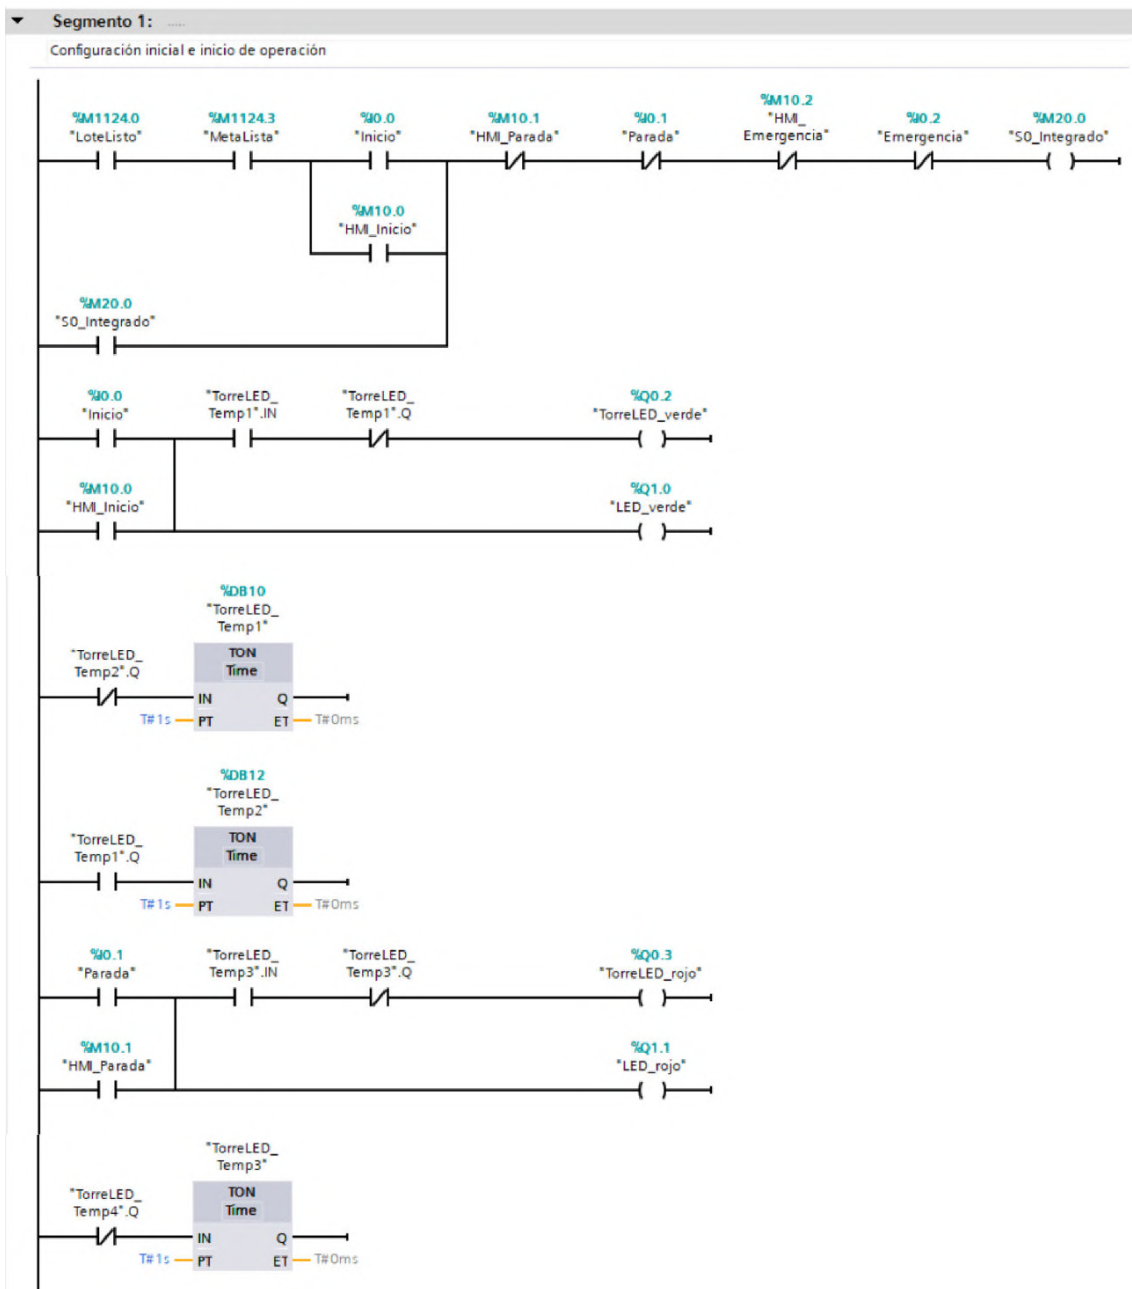 Segmento 1: .....
Configuración inicial e inicio de operación
%M10.2
%M1124.0 %M1124.3 %I0.0 %M10.1 %I0.1 "HMI_ %I0.2 %M20.0
"LoteListo" "MetaLista" "Inicio" "HMI_Parada" "Parada" Emergencia" "Emergencia" "S0_Integrado"
%M10.0
"HMI_Inicio"
%M20.0
"S0_Integrado"
%I0.0 "TorreLED_ "TorreLED_ %Q0.2
"Inicio" Temp1".IN Temp1".Q "TorreLED_verde"
%M10.0 %Q1.0
"HMI_Inicio" "LED_verde"
%DB10
"TorreLED_
Temp1"
"TorreLED_ TON
Temp2".Q Time
IN Q
T#1s PT ET T#0ms
%DB12
"TorreLED_
Temp2"
"TorreLED_ TON
Temp1".Q Time
IN Q
T#1s PT ET T#0ms
%I0.1 "TorreLED_ "TorreLED_ %Q0.3
"Parada" Temp3".IN Temp3".Q "TorreLED_rojo"
%M10.1 %Q1.1
"HMI_Parada" "LED_rojo"
"TorreLED_
Temp3"
"TorreLED_ TON
Temp4".Q Time
IN Q
T#1s PT ET T#0ms